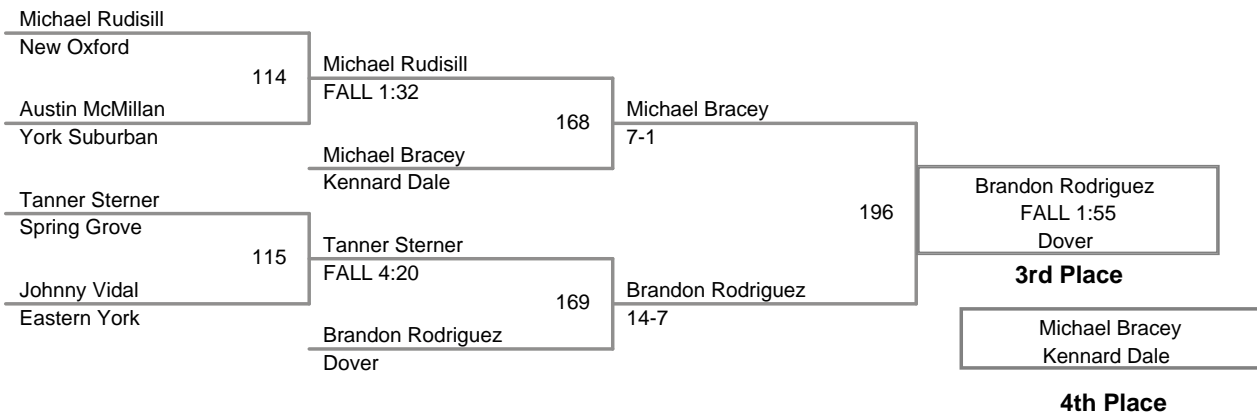 Michael Rudisill
New Oxford
114
Austin McMillan
York Suburban
Tanner Sterner
Spring Grove
115
Johnny Vidal
Eastern York
Michael Rudisill
FALL 1:32
168
Michael Bracey
Kennard Dale
Tanner Sterner
FALL 4:20
169
Brandon Rodriguez
Dover
Michael Bracey
7-1
196
Brandon Rodriguez
14-7
Brandon Rodriguez
FALL 1:55
Dover
3rd Place
Michael Bracey
Kennard Dale
4th Place